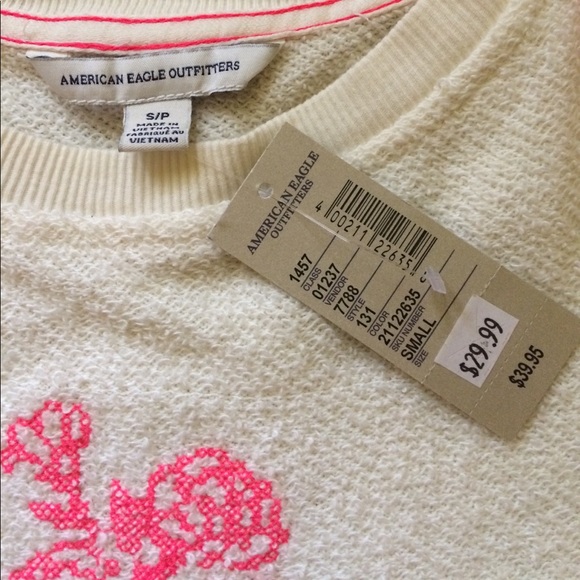 AMERICAN EAGLE OUTFITTERS
S/P
MADE IN
VIETNAM
FABRIQUÉ AU
VIETNAM
AMERICAN EAGLE
OUTFITTERS
4 00211 22635
1457
CLASS
01237
VENDOR
7788
STYLE
131
COLOR
21122635
SKU NUMBER
SMALL
SIZE
$29.99
$39.95